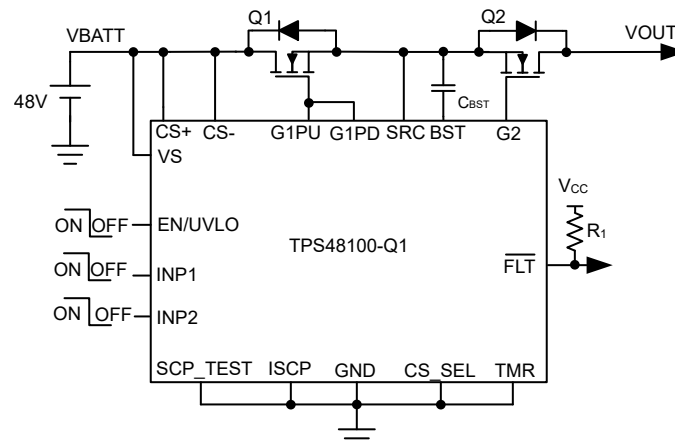 Q1
Q2
VBATT
VOUT
48V
CBST
CS+ CS- G1PU G1PD SRC BST G2
VS
VCC
ON OFF EN/UVLO
R1
TPS48100-Q1
FLT
ON OFF INP1
ON OFF INP2
SCP_TEST ISCP GND CS_SEL TMR